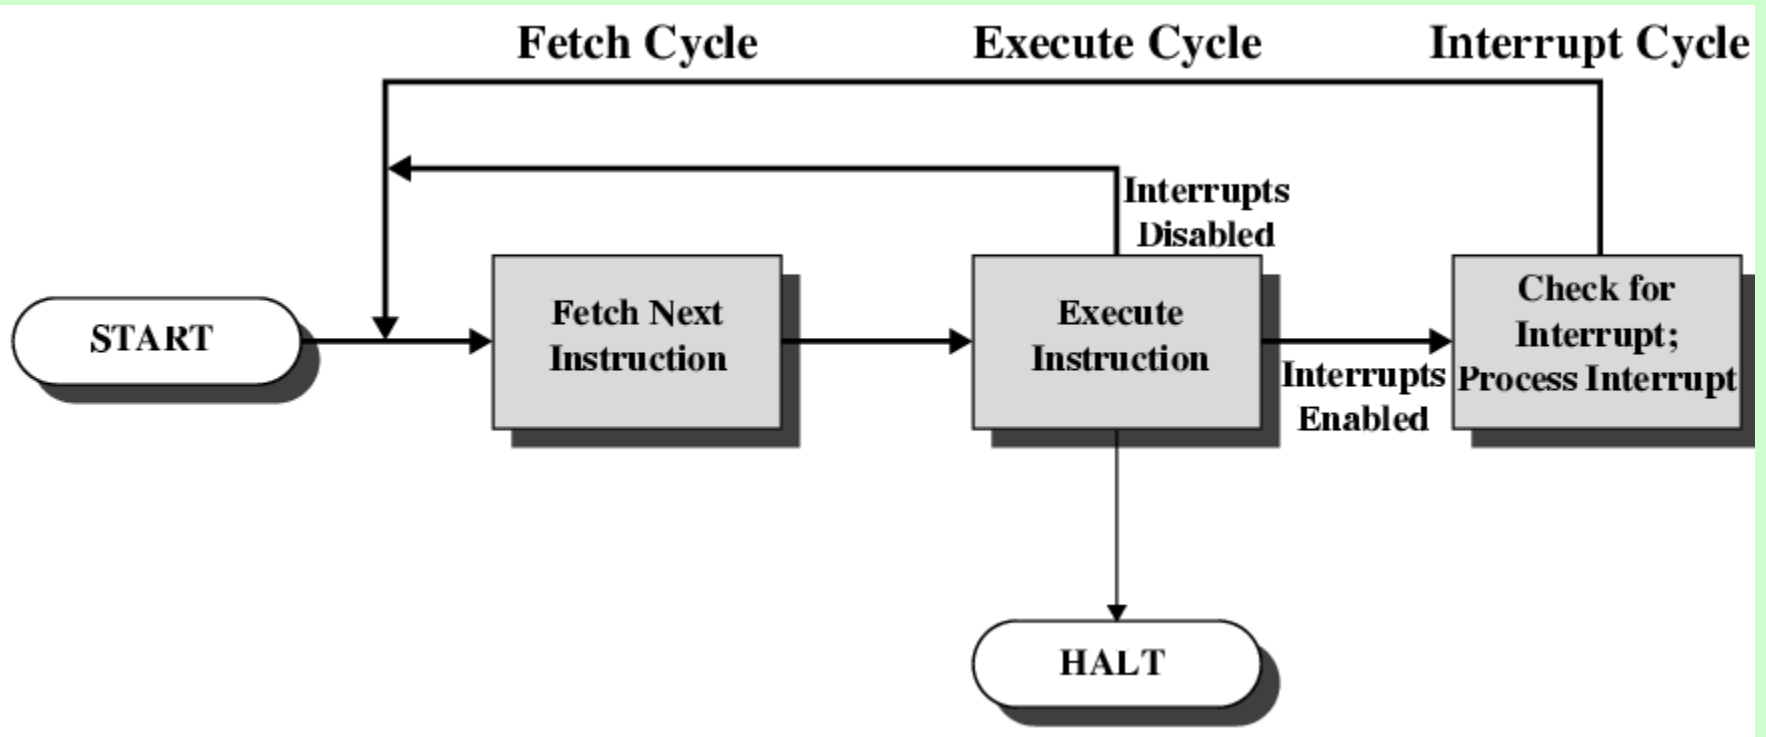 Fetch Cycle
Execute Cycle
Interrupt Cycle
Interrupts
Disabled
START
Fetch Next
Instruction
Execute
Instruction
Interrupts
Enabled
Check for
Interrupt;
Process Interrupt
HALT